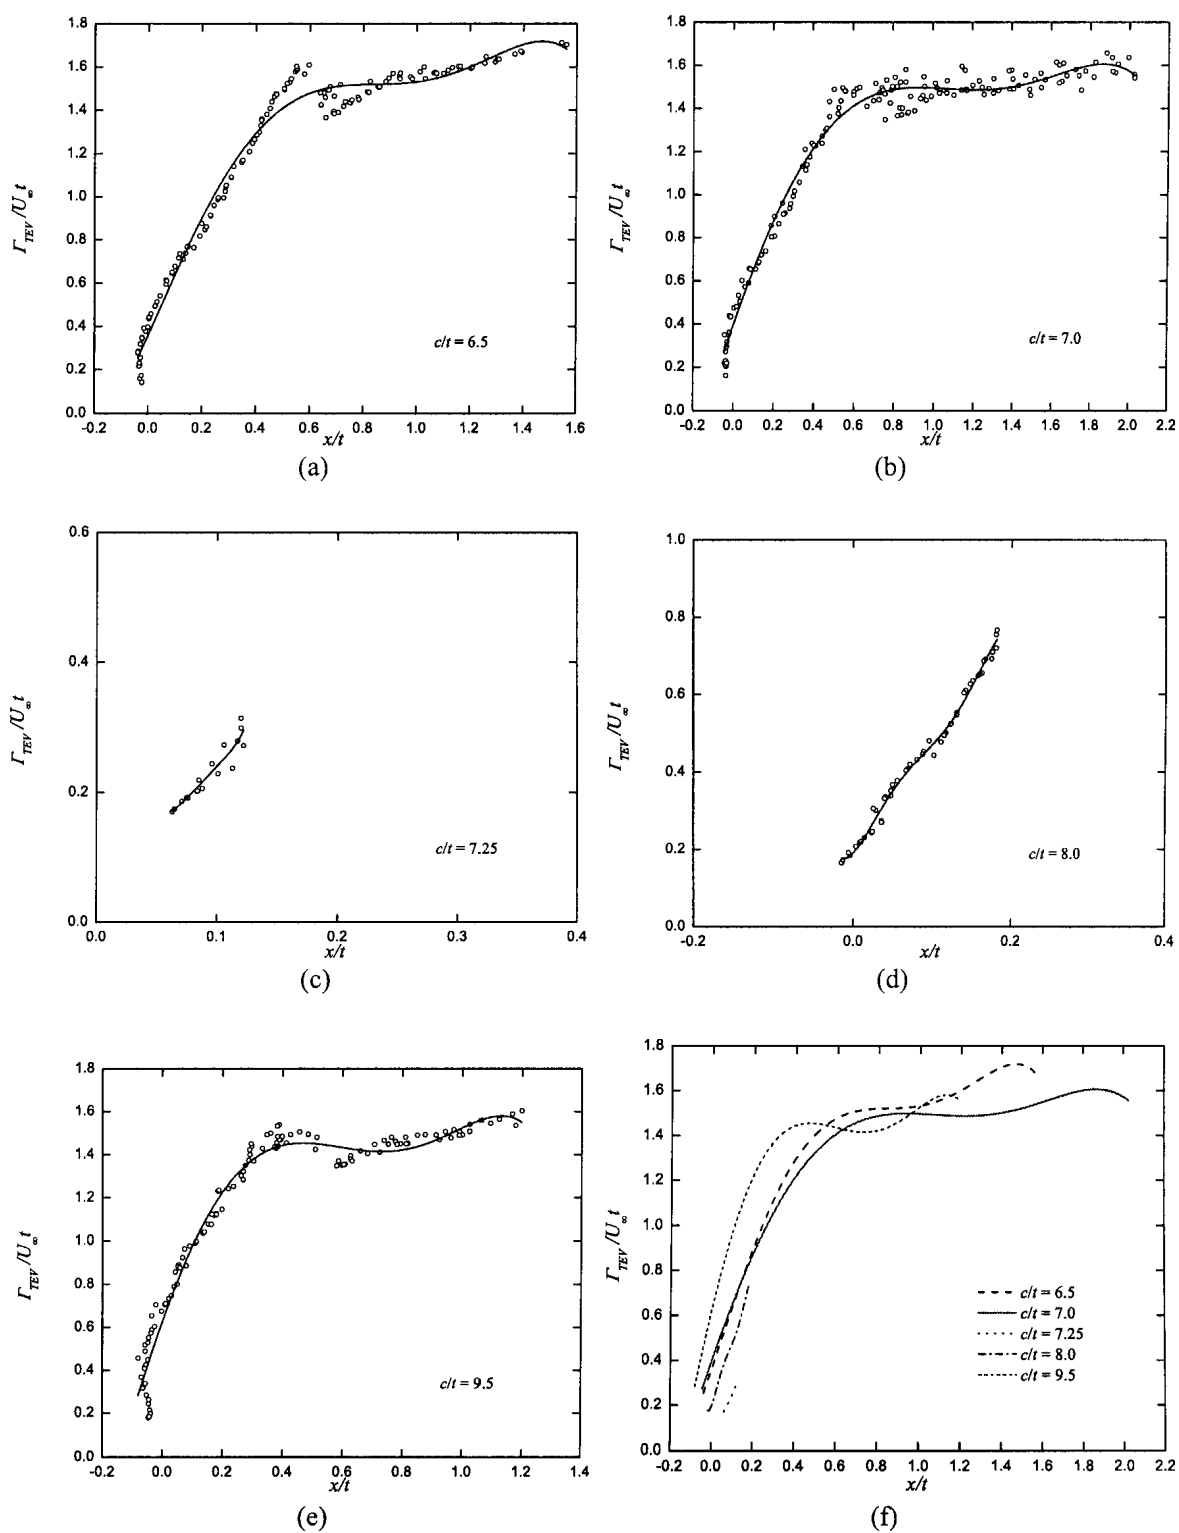 1.8
1.6
1.4
1.2
1.0
0.8
0.6
0.4
0.2
0.0
Γ_TEV /U_∞ t
c/t = 6.5
-0.2 0.0 0.2 0.4 0.6 0.8 1.0 1.2 1.4 1.6
x/t
(a)
1.8
1.6
1.4
1.2
1.0
0.8
0.6
0.4
0.2
0.0
Γ_TEV /U_∞ t
c/t = 7.0
-0.2 0.0 0.2 0.4 0.6 0.8 1.0 1.2 1.4 1.6 1.8 2.0 2.2
x/t
(b)
0.6
0.4
0.2
0.0
Γ_TEV /U_∞ t
c/t = 7.25
0.0 0.1 0.2 0.3 0.4
x/t
(c)
1.0
0.8
0.6
0.4
0.2
0.0
Γ_TEV /U_∞ t
c/t = 8.0
-0.2 0.0 0.2 0.4
x/t
(d)
1.8
1.6
1.4
1.2
1.0
0.8
0.6
0.4
0.2
0.0
Γ_TEV /U_∞ t
c/t = 9.5
-0.2 0.0 0.2 0.4 0.6 0.8 1.0 1.2 1.4
x/t
(e)
1.8
1.6
1.4
1.2
1.0
0.8
0.6
0.4
0.2
0.0
Γ_TEV /U_∞ t
c/t = 6.5
c/t = 7.0
c/t = 7.25
c/t = 8.0
c/t = 9.5
-0.2 0.0 0.2 0.4 0.6 0.8 1.0 1.2 1.4 1.6 1.8 2.0 2.2
x/t
(f)